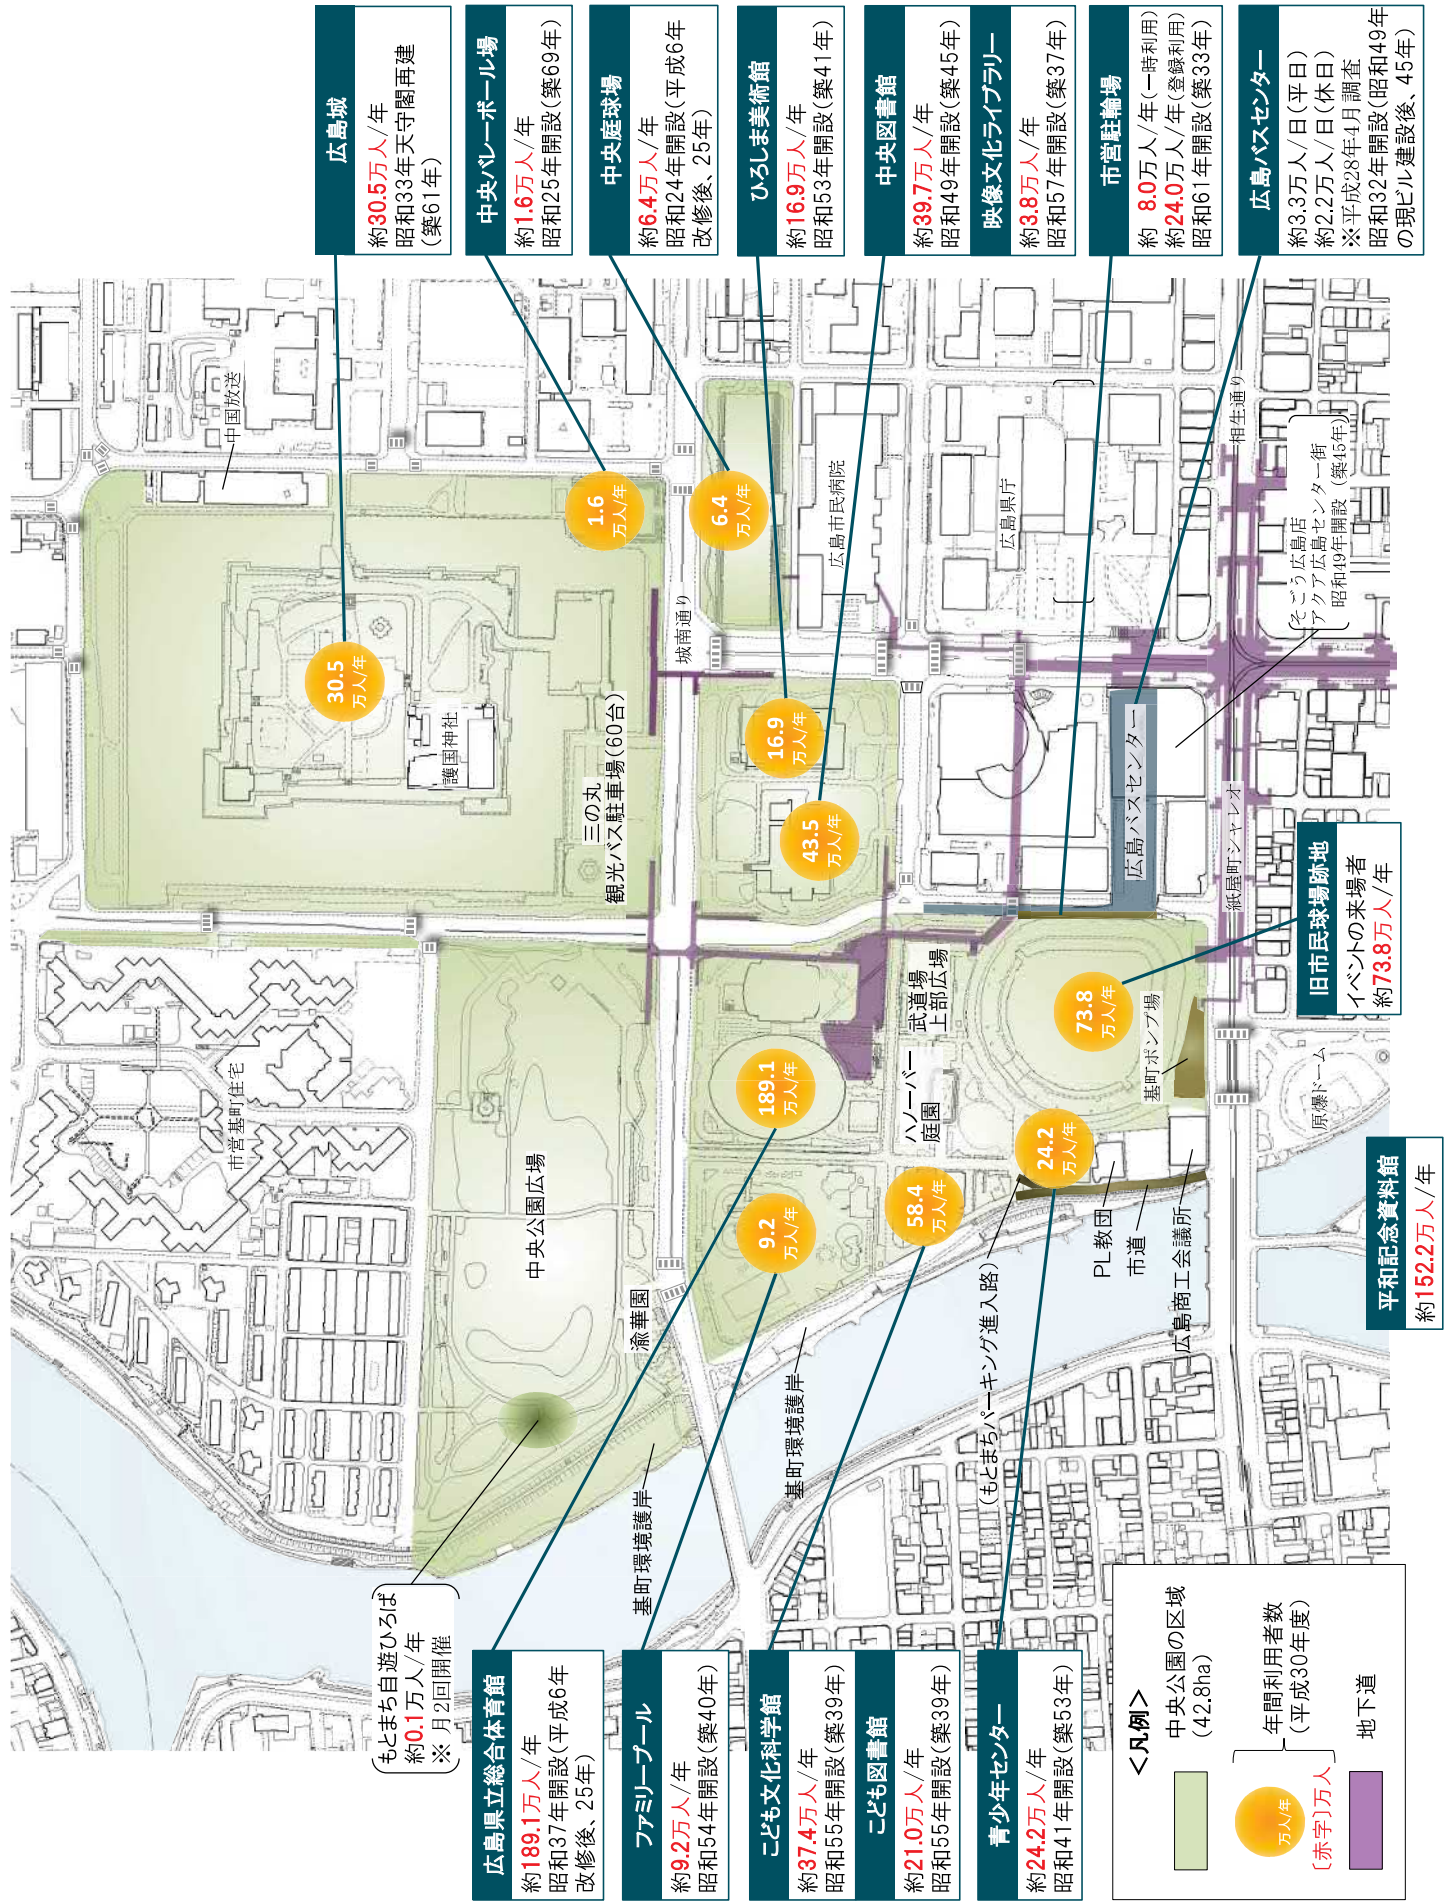 広島城
約30.5万人/年
昭和33年天守閣再建
(築61年)
中央バレーボール場
約1.6万人/年
昭和25年開設(築69年)
中央庭球場
約6.4万人/年
昭和24年開設(平成6年
改修後、25年)
ひろしま美術館
約16.9万人/年
昭和53年開設(築41年)
中央図書館
約39.7万人/年
昭和49年開設(築45年)
映像文化ライブラリー
約3.8万人/年
昭和57年開設(築37年)
市営駐輪場
約 8.0万人/年(一時利用)
約24.0万人/年(登録利用)
昭和61年開設(築33年)
広島バスセンター
約3.3万人/日(平日)
約2.2万人/日(休日)
※平成28年4月調査
昭和32年開設(昭和49年
の現ビル建設後、45年)
中国放送
30.5
万人/年
護国神社
1.6
万人/年
6.4
万人/年
城南通り
三の丸
観光バス駐車場(60台)
広島市民病院
広島県庁
16.9
万人/年
43.5
万人/年
広島バスセンター
相生通り
そごう広島店
アクア広島センター街
昭和49年開設(築45年)
紙屋町シャレオ
市営基町住宅
中央公園広場
渝華園
189.1
万人/年
9.2
万人/年
武道場
上部広場
ハノーバー
庭園
58.4
万人/年
24.2
万人/年
73.8
万人/年
基町ポンプ場
原爆ドーム
PL教団
市道
広島商工会議所
(もとまちパーキング進入路)
基町環境護岸
基町環境護岸
旧市民球場跡地
イベントの来場者
約73.8万人/年
平和記念資料館
約152.2万人/年
もとまち自遊ひろば
約0.1万人/年
※ 月2回開催
広島県立総合体育館
約189.1万人/年
昭和37年開設(平成6年
改修後、25年)
ファミリープール
約9.2万人/年
昭和54年開設(築40年)
こども文化科学館
約37.4万人/年
昭和55年開設(築39年)
こども図書館
約21.0万人/年
昭和55年開設(築39年)
青少年センター
約24.2万人/年
昭和41年開設(築53年)
<凡例>
中央公園の区域
(42.8ha)
万人/年
〔赤字〕万人
年間利用者数
(平成30年度)
地下道